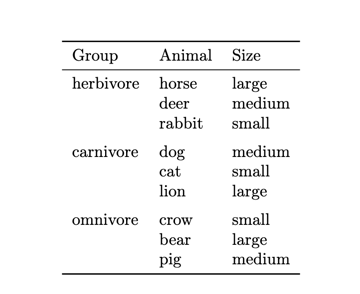 Group Animal Size
herbivore horse large
deer medium
rabbit small
carnivore dog medium
cat small
lion large
omnivore crow small
bear large
pig medium